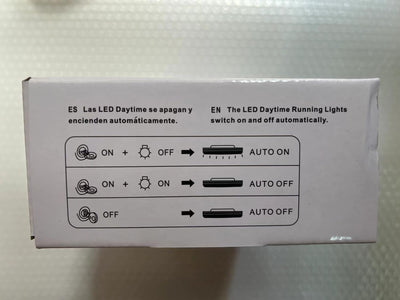 ES Las LED Daytime se apagan y
encienden automáticamente.
EN The LED Daytime Running Lights
switch on and off automatically.
ON + OFF AUTO ON
ON + ON AUTO OFF
OFF AUTO OFF